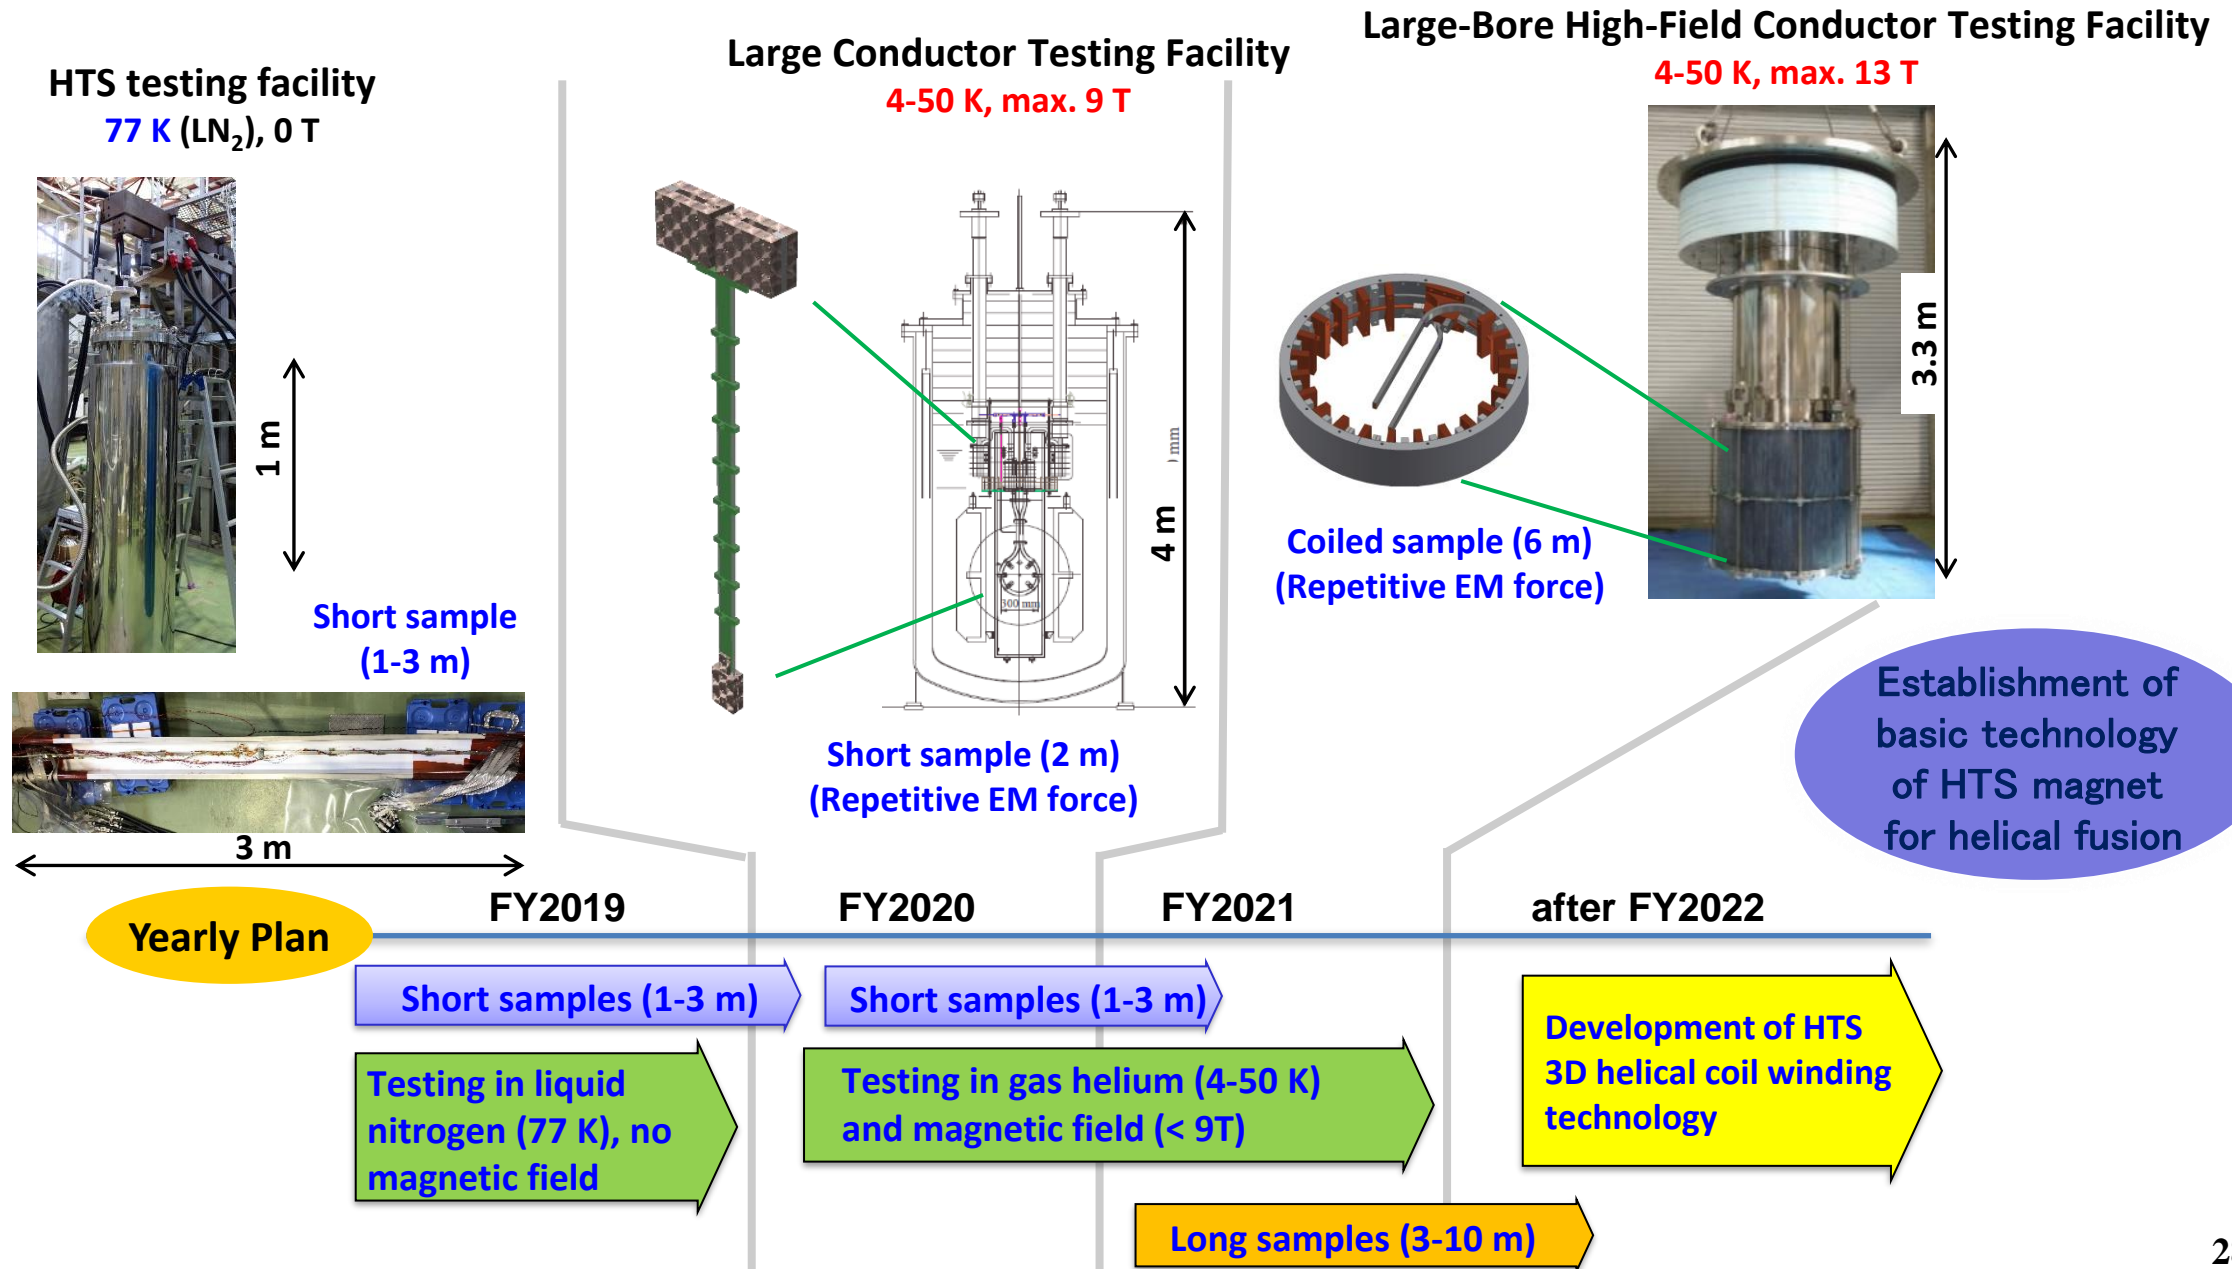 HTS testing facility
77 K (LN2), 0 T
1 m
Short sample
(1-3 m)
3 m
Large Conductor Testing Facility
4-50 K, max. 9 T
mm
300 mm
4 m
Short sample (2 m)
(Repetitive EM force)
Large-Bore High-Field Conductor Testing Facility
4-50 K, max. 13 T
3.3 m
Coiled sample (6 m)
(Repetitive EM force)
Establishment of
basic technology
of HTS magnet
for helical fusion
Yearly Plan
FY2019
FY2020
FY2021
after FY2022
Short samples (1-3 m)
Short samples (1-3 m)
Testing in liquid
nitrogen (77 K), no
magnetic field
Testing in gas helium (4-50 K)
and magnetic field (< 9T)
Development of HTS
3D helical coil winding
technology
Long samples (3-10 m)